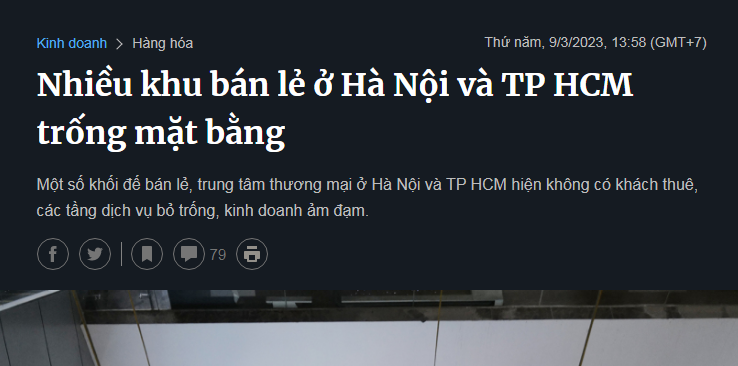 Kinh doanh > Hàng hóa
Thứ năm, 9/3/2023, 13:58 (GMT+7)
Nhiều khu bán lẻ ở Hà Nội và TP HCM
trống mặt bằng
Một số khối đế bán lẻ, trung tâm thương mại ở Hà Nội và TP HCM hiện không có khách thuê,
các tầng dịch vụ bỏ trống, kinh doanh ảm đạm.
79